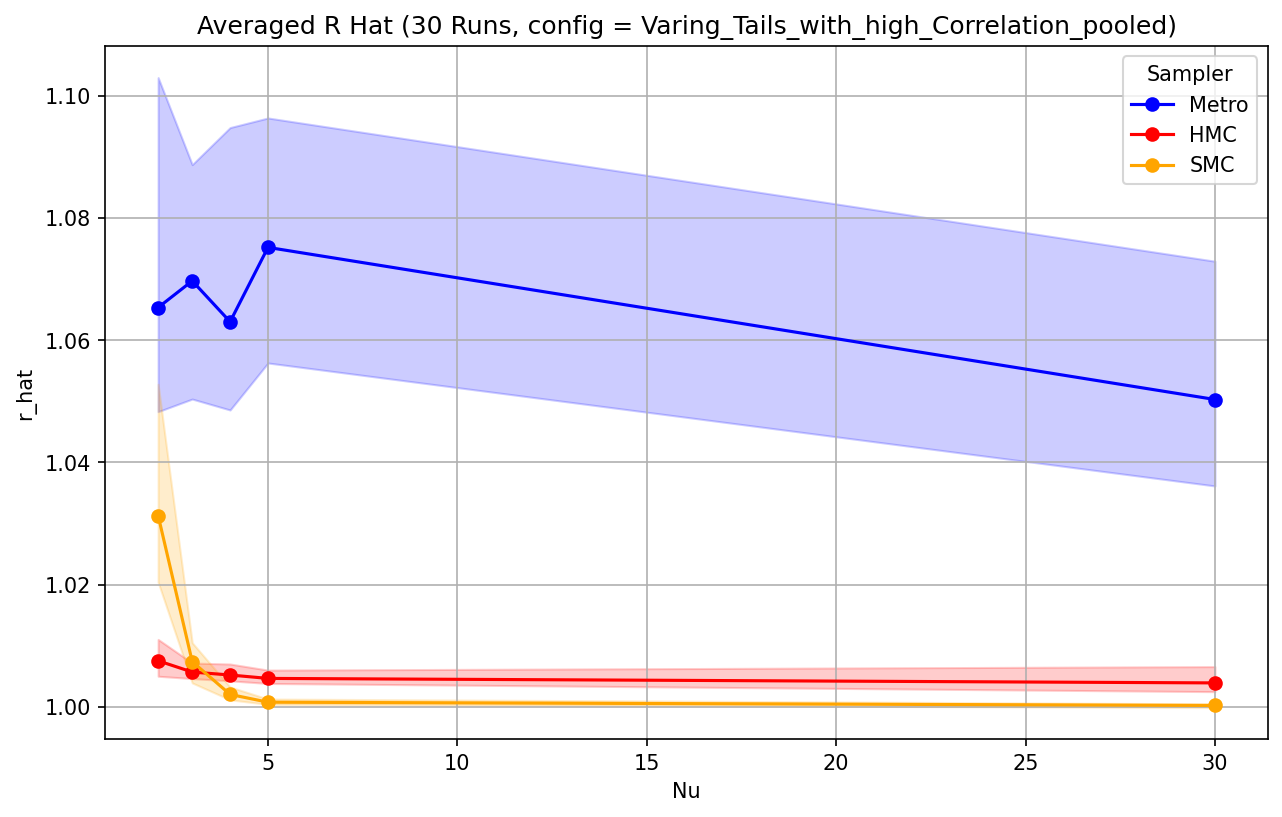 Averaged R Hat (30 Runs, config = Varing_Tails_with_high_Correlation_pooled)
Sampler
Metro
HMC
SMC
r_hat
1.10
1.08
1.06
1.04
1.02
1.00
5
10
15
20
25
30
Nu